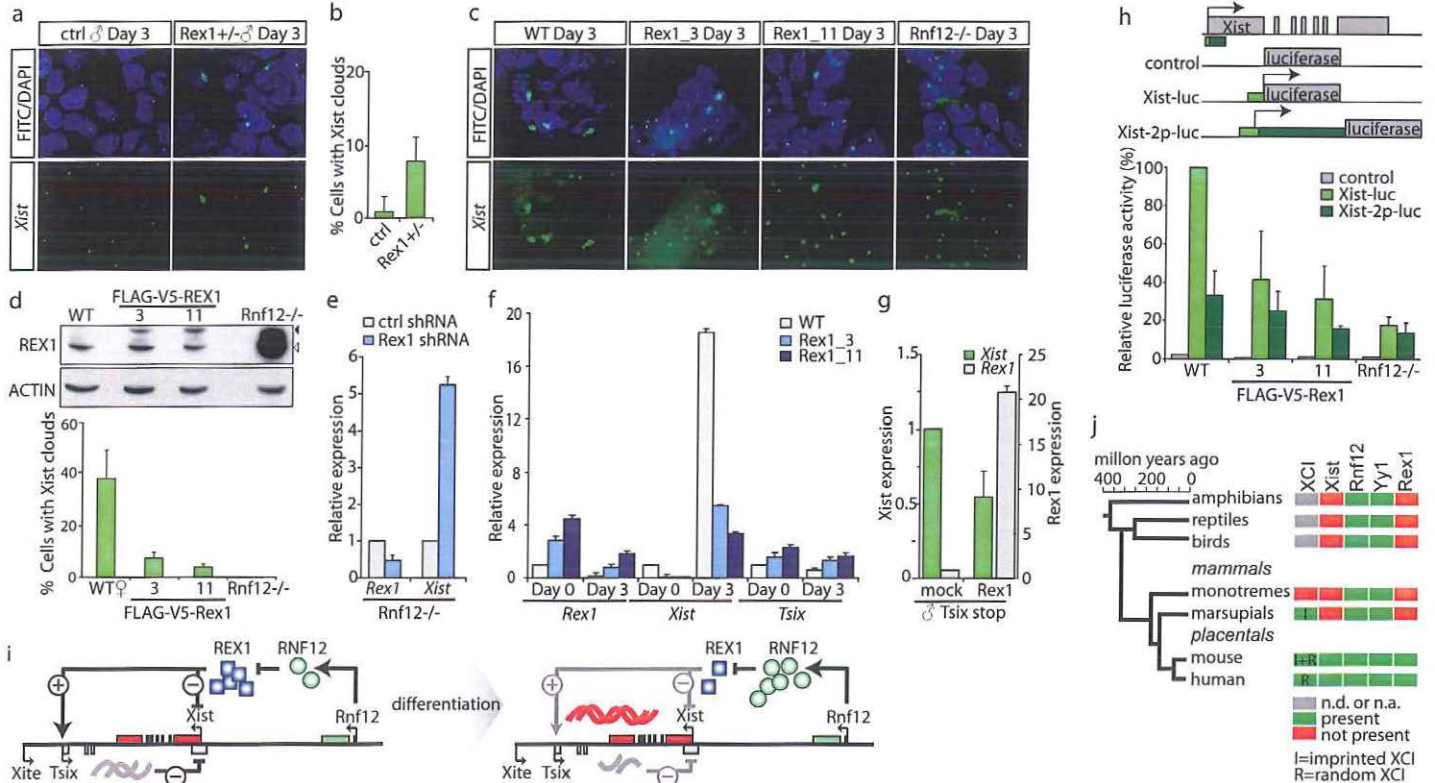 a
ctrl ♂ Day 3
Rex1+/-♂ Day 3
FITC/DAPI
Xist
b
% Cells with Xist clouds
20
10
0
ctrl
Rex1+/-
c
WT Day 3
Rex1_3 Day 3
Rex1_11 Day 3
Rnf12-/- Day 3
FITC/DAPI
Xist
d
FLAG-V5-REX1
WT 3 11 Rnf12-/-
REX1
ACTIN
% Cells with Xist clouds
60
40
20
0
WT♀ 3 11 Rnf12-/-
FLAG-V5-Rex1
e
ctrl shRNA
Rex1 shRNA
Relative expression
6
5
4
3
2
1
0
Rex1 Xist
Rnf12-/-
f
WT
Rex1_3
Rex1_11
Relative expression
20
16
12
8
4
0
Day 0 Day 3 Day 0 Day 3 Day 0 Day 3
Rex1 Xist Tsix
g
Xist
Rex1
Xist expression
1.5
1
0.5
0
Rex1 expression
25
20
15
10
5
0
mock Rex1
♂ Tsix stop
h
Xist
control
luciferase
Xist-luc
luciferase
Xist-2p-luc
luciferase
Relative luciferase activity (%)
100
80
60
40
20
0
control
Xist-luc
Xist-2p-luc
WT 3 11 Rnf12-/-
FLAG-V5-Rex1
i
REX1 RNF12
+
−
Xist
Rnf12
Xite Tsix
−
differentiation
REX1 RNF12
+
−
Xist
Rnf12
Xite Tsix
−
j
millon years ago
400 200 0
XCI
Xist
Rnf12
Yy1
Rex1
amphibians
reptiles
birds
mammals
monotremes
marsupials
I
placentals
mouse
I+R
human
R
n.d. or n.a.
present
not present
I=imprinted XCI
R=random XCI